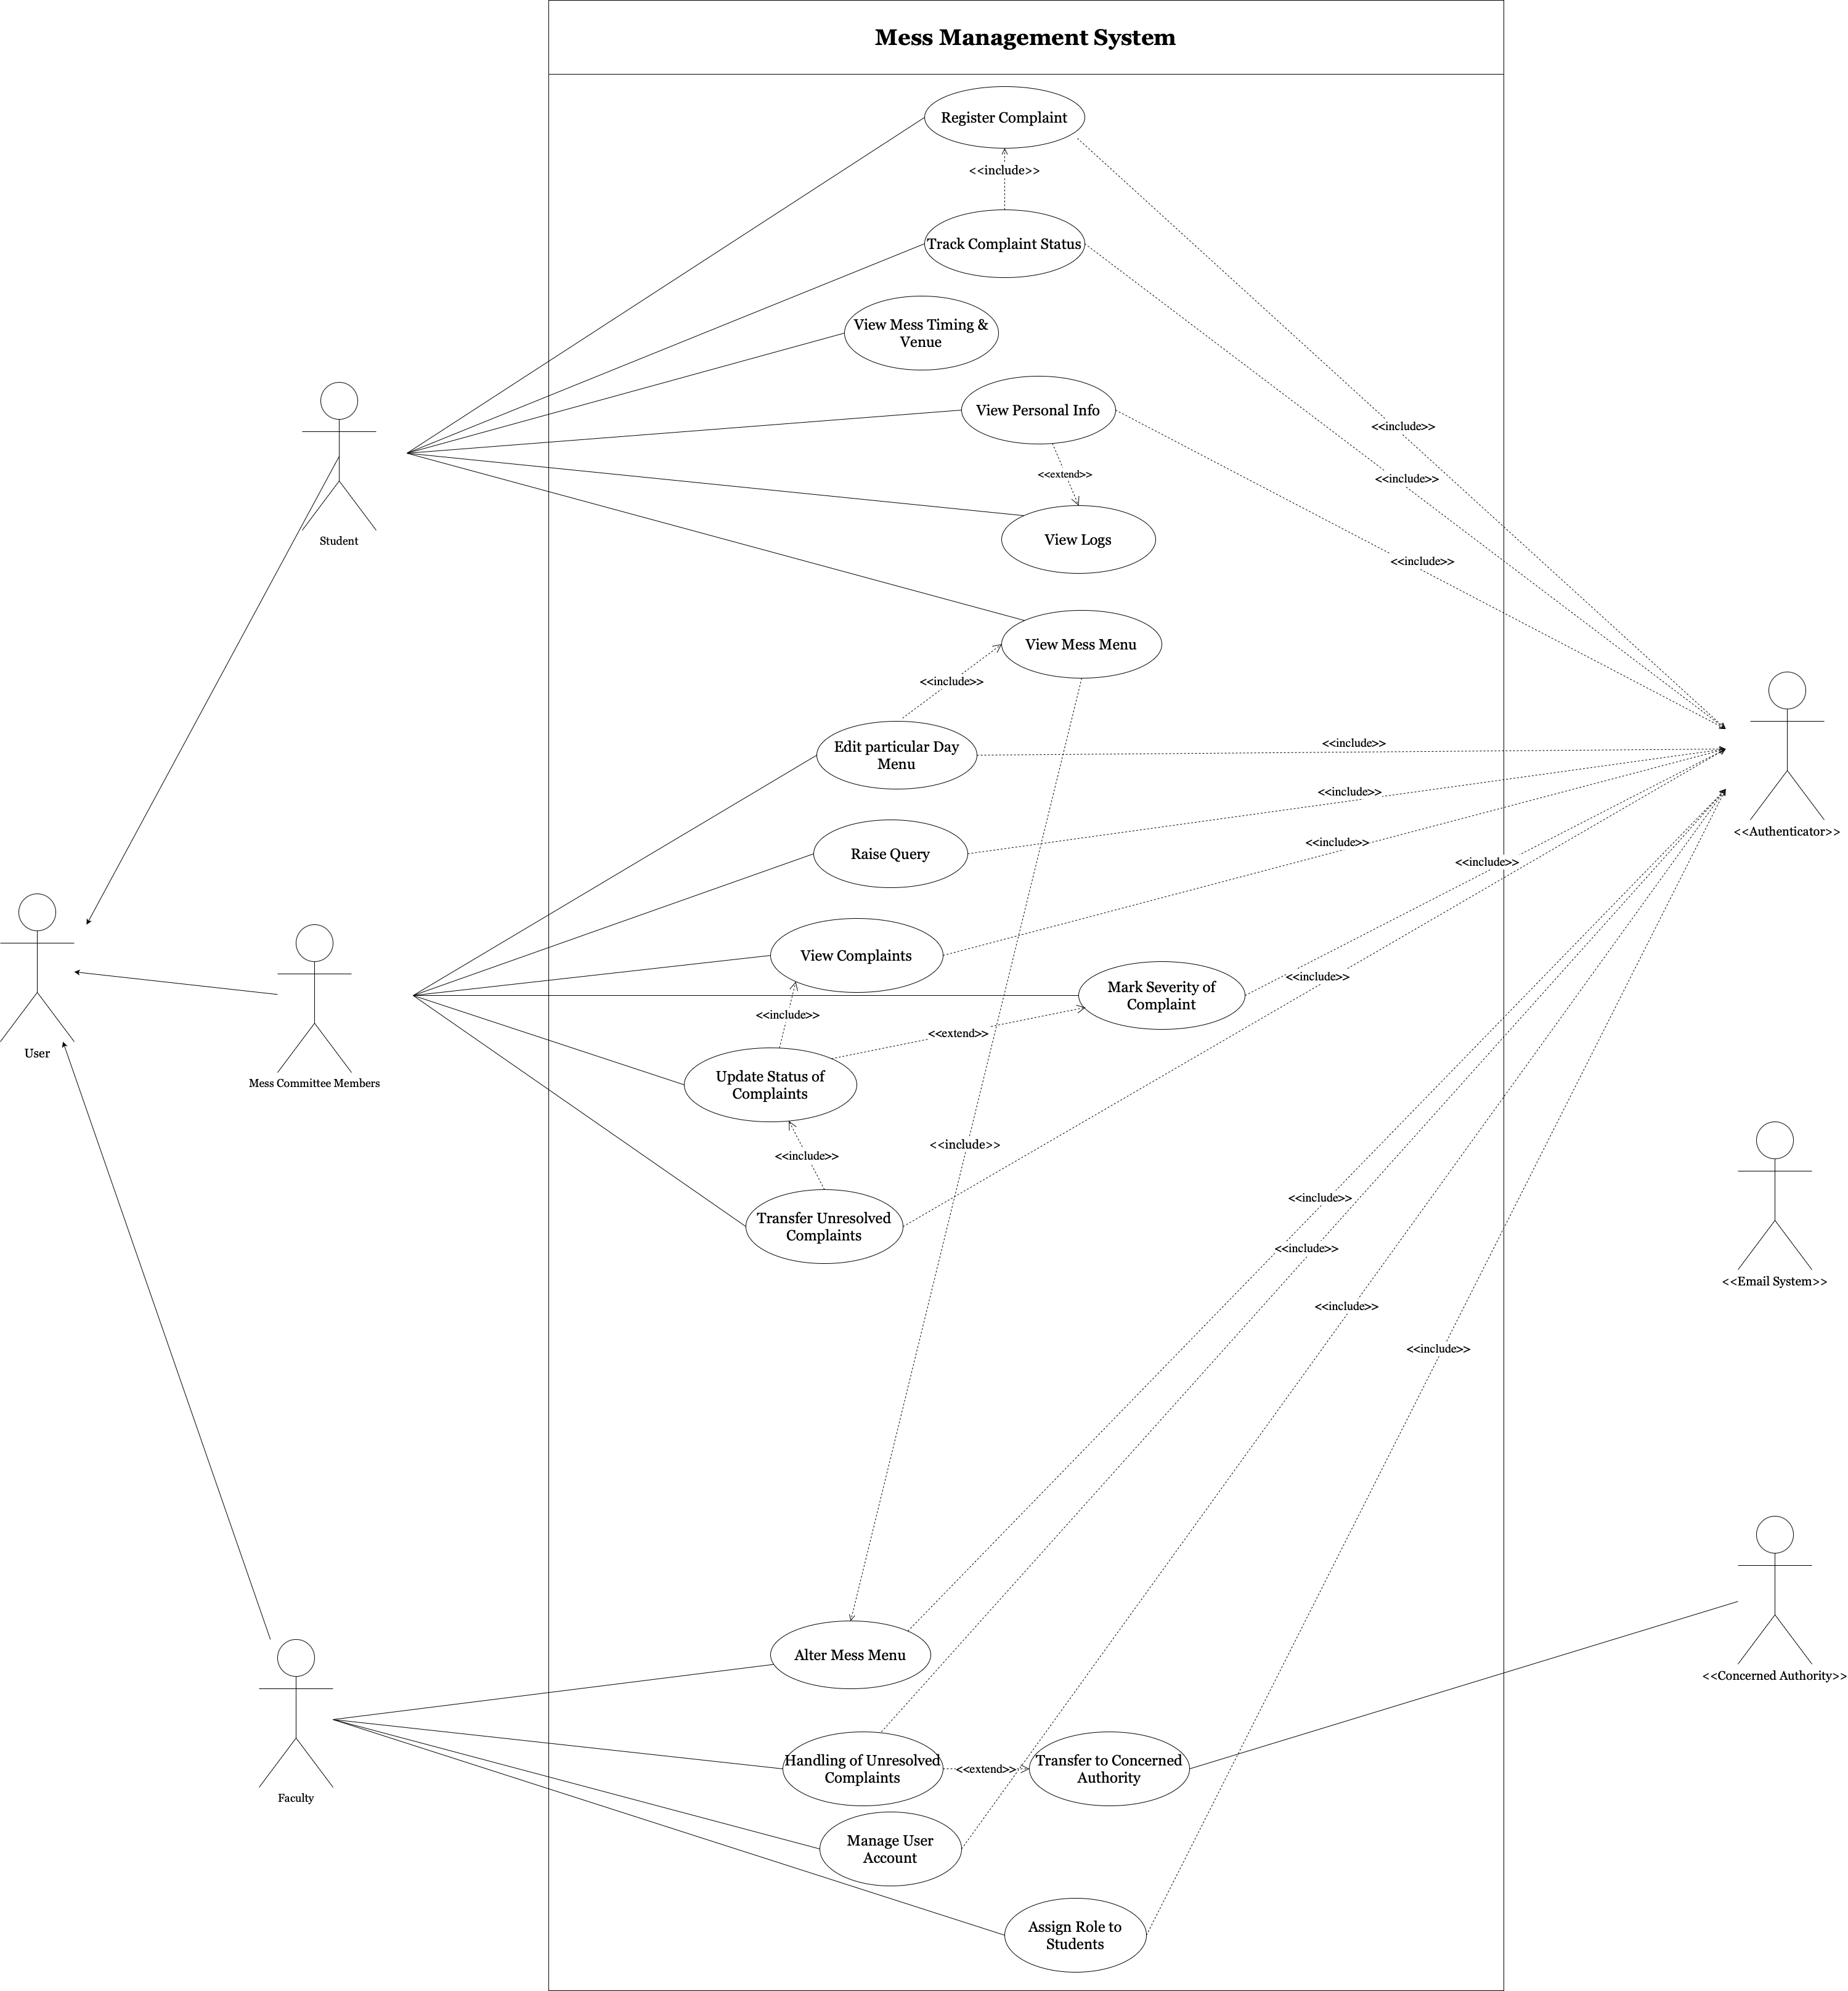 Mess Management System
Register Complaint
<<include>>
Track Complaint Status
View Mess Timing &
Venue
View Personal Info
<<include>>
<<extend>>
<<include>>
Student
View Logs
<<include>>
View Mess Menu
<<include>>
Edit particular Day
Menu
<<include>>
<<include>>
<<Authenticator>>
Raise Query
<<include>>
<<include>>
View Complaints
<<include>>
Mark Severity of
Complaint
<<include>>
<<extend>>
User
Mess Committee Members
Update Status of
Complaints
<<include>>
<<include>>
<<include>>
Transfer Unresolved
Complaints
<<include>>
<<Email System>>
<<include>>
<<include>>
Alter Mess Menu
<<Concerned Authority>>
Handling of Unresolved
Complaints
<<extend>>
Transfer to Concerned
Authority
Faculty
Manage User
Account
Assign Role to
Students